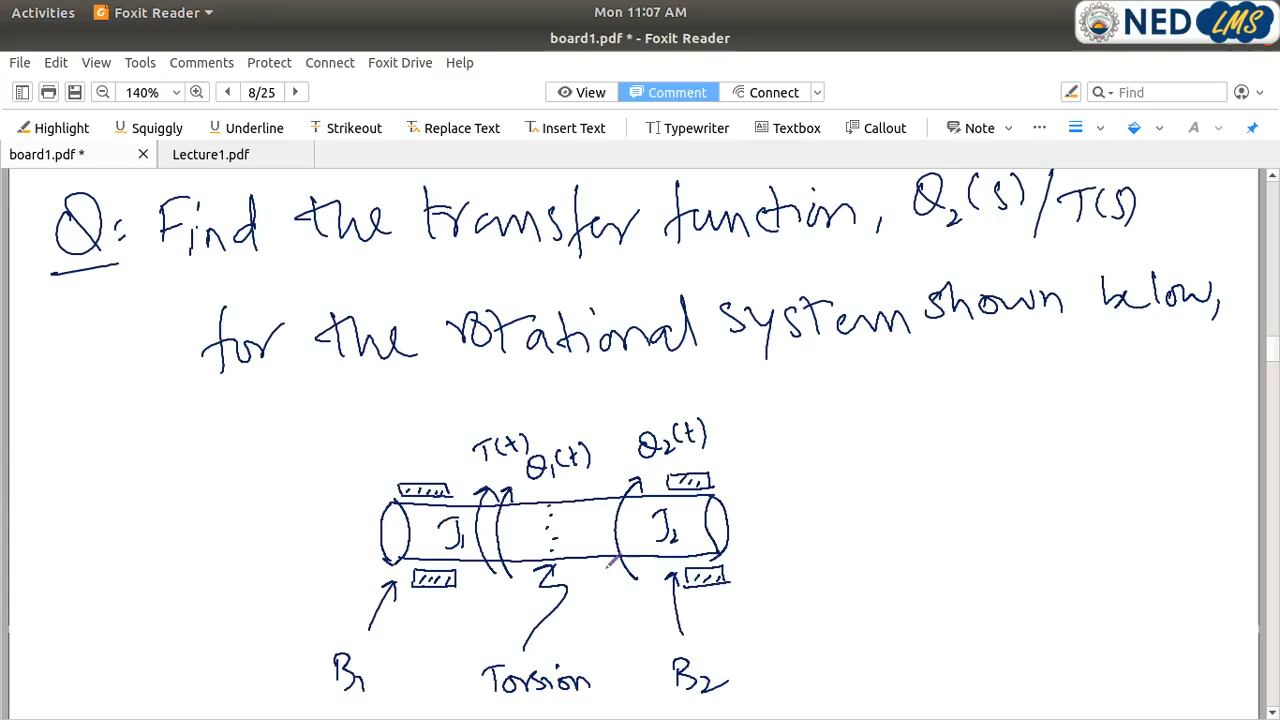 Activities Foxit Reader Mon 11:07 AM
board1.pdf * - Foxit Reader
NED LMS
File Edit View Tools Comments Protect Connect Foxit Drive Help
140% 8/25 View Comment Connect Find
Highlight Squiggly Underline Strikeout Replace Text Insert Text Typewriter Textbox Callout Note
board1.pdf * Lecture1.pdf
Q: Find the transfer function, θ₂(s)/T(s)
for the rotational system shown below,
T(t) θ₁(t) θ₂(t)
J₁ J₂
B₁ Torsion B₂